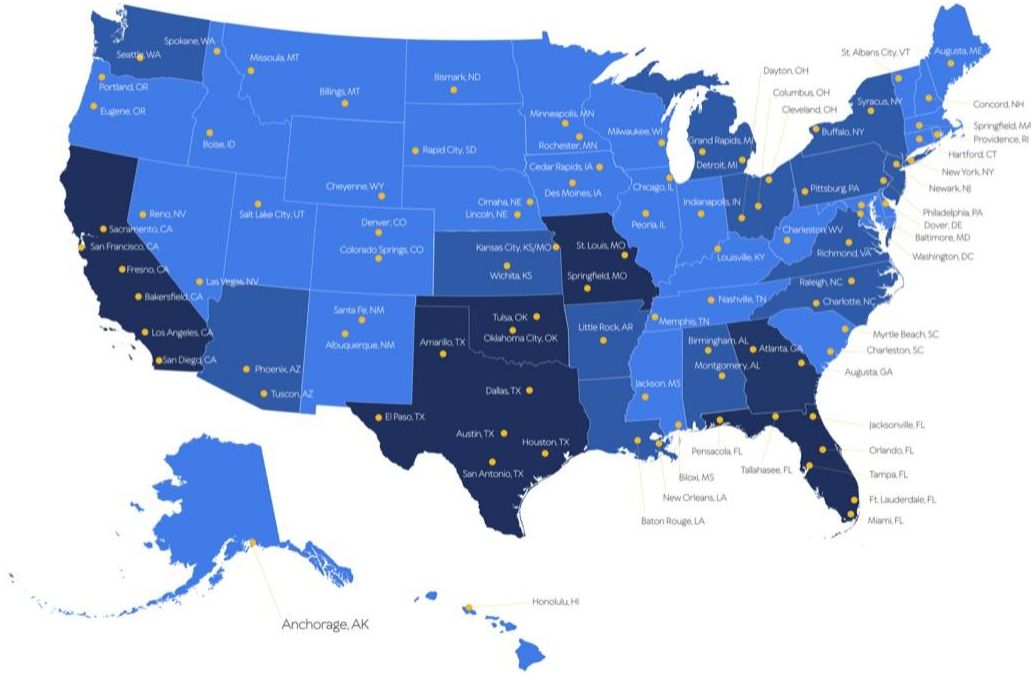 Spokane, WA
Seattle, WA
Missoula, MT
Portland, OR
Eugene, OR
Billings, MT
Boise, ID
Bismark, ND
Rapid City, SD
Minneapolis, MN
Rochester, MN
Milwaukee, WI
Grand Rapids, MI
Detroit, MI
Dayton, OH
Columbus, OH
Cleveland, OH
St. Albans City, VT
Augusta, ME
Syracus, NY
Buffalo, NY
Concord, NH
Springfield, MA
Providence, RI
Hartford, CT
New York, NY
Newark, NJ
Pittsburg, PA
Philadelphia, PA
Dover, DE
Baltimore, MD
Washington, DC
Cheyenne, WY
Cedar Rapids, IA
Des Moines, IA
Chicago, IL
Omaha, NE
Lincoln, NE
Peoria, IL
Indianapolis, IN
Charleston, WV
Richmond, VA
Reno, NV
Salt Lake City, UT
Denver, CO
Colorado Springs, CO
Sacramento, CA
San Francisco, CA
Fresno, CA
Las Vegas, NV
Bakersfield, CA
Los Angeles, CA
San Diego, CA
Kansas City, KS/MO
Wichita, KS
St. Louis, MO
Springfield, MO
Louisville, KY
Raleigh, NC
Charlotte, NC
Nashville, TN
Memphis, TN
Santa Fe, NM
Albuquerque, NM
Tulsa, OK
Oklahoma City, OK
Little Rock, AR
Amarillo, TX
Phoenix, AZ
Tuscon, AZ
Birmingham, AL
Montgomery, AL
Atlanta, GA
Myrtle Beach, SC
Charleston, SC
Augusta, GA
Dallas, TX
Jackson, MS
El Paso, TX
Austin, TX
Houston, TX
San Antonio, TX
Jacksonville, FL
Orlando, FL
Pensacola, FL
Tallahasee, FL
Tampa, FL
Biloxi, MS
New Orleans, LA
Baton Rouge, LA
Ft. Lauderdale, FL
Miami, FL
Anchorage, AK
Honolulu, HI